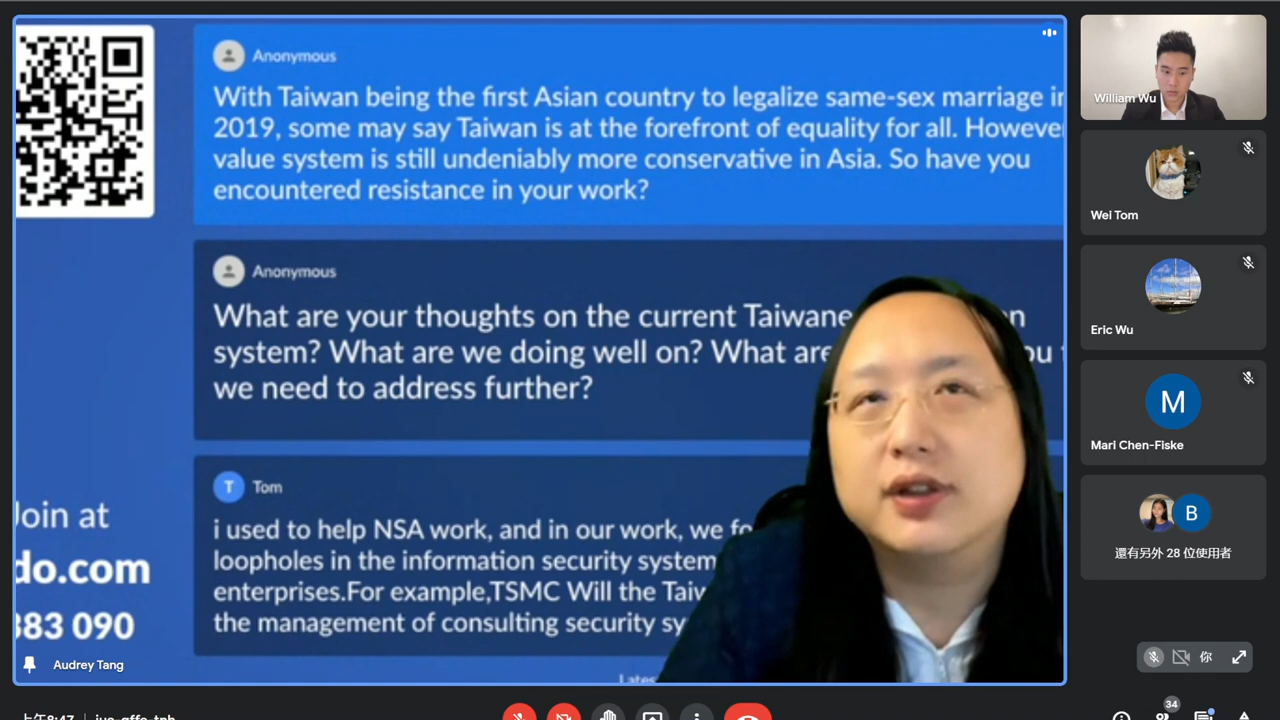 Anonymous
With Taiwan being the first Asian country to legalize same-sex marriage in
2019, some may say Taiwan is at the forefront of equality for all. However
value system is still undeniably more conservative in Asia. So have you
encountered resistance in your work?
Anonymous
What are your thoughts on the current Taiwane
system? What are we doing well on? What are
we need to address further?
T
Tom
i used to help NSA work, and in our work, we fo
loopholes in the information security system
enterprises.For example,TSMC Will the Taiw
the management of consulting security sy
Join at
do.com
383 090
Audrey Tang
William Wu
Wei Tom
Eric Wu
M
Mari Chen-Fiske
B
還有另外 28 位使用者
你
34